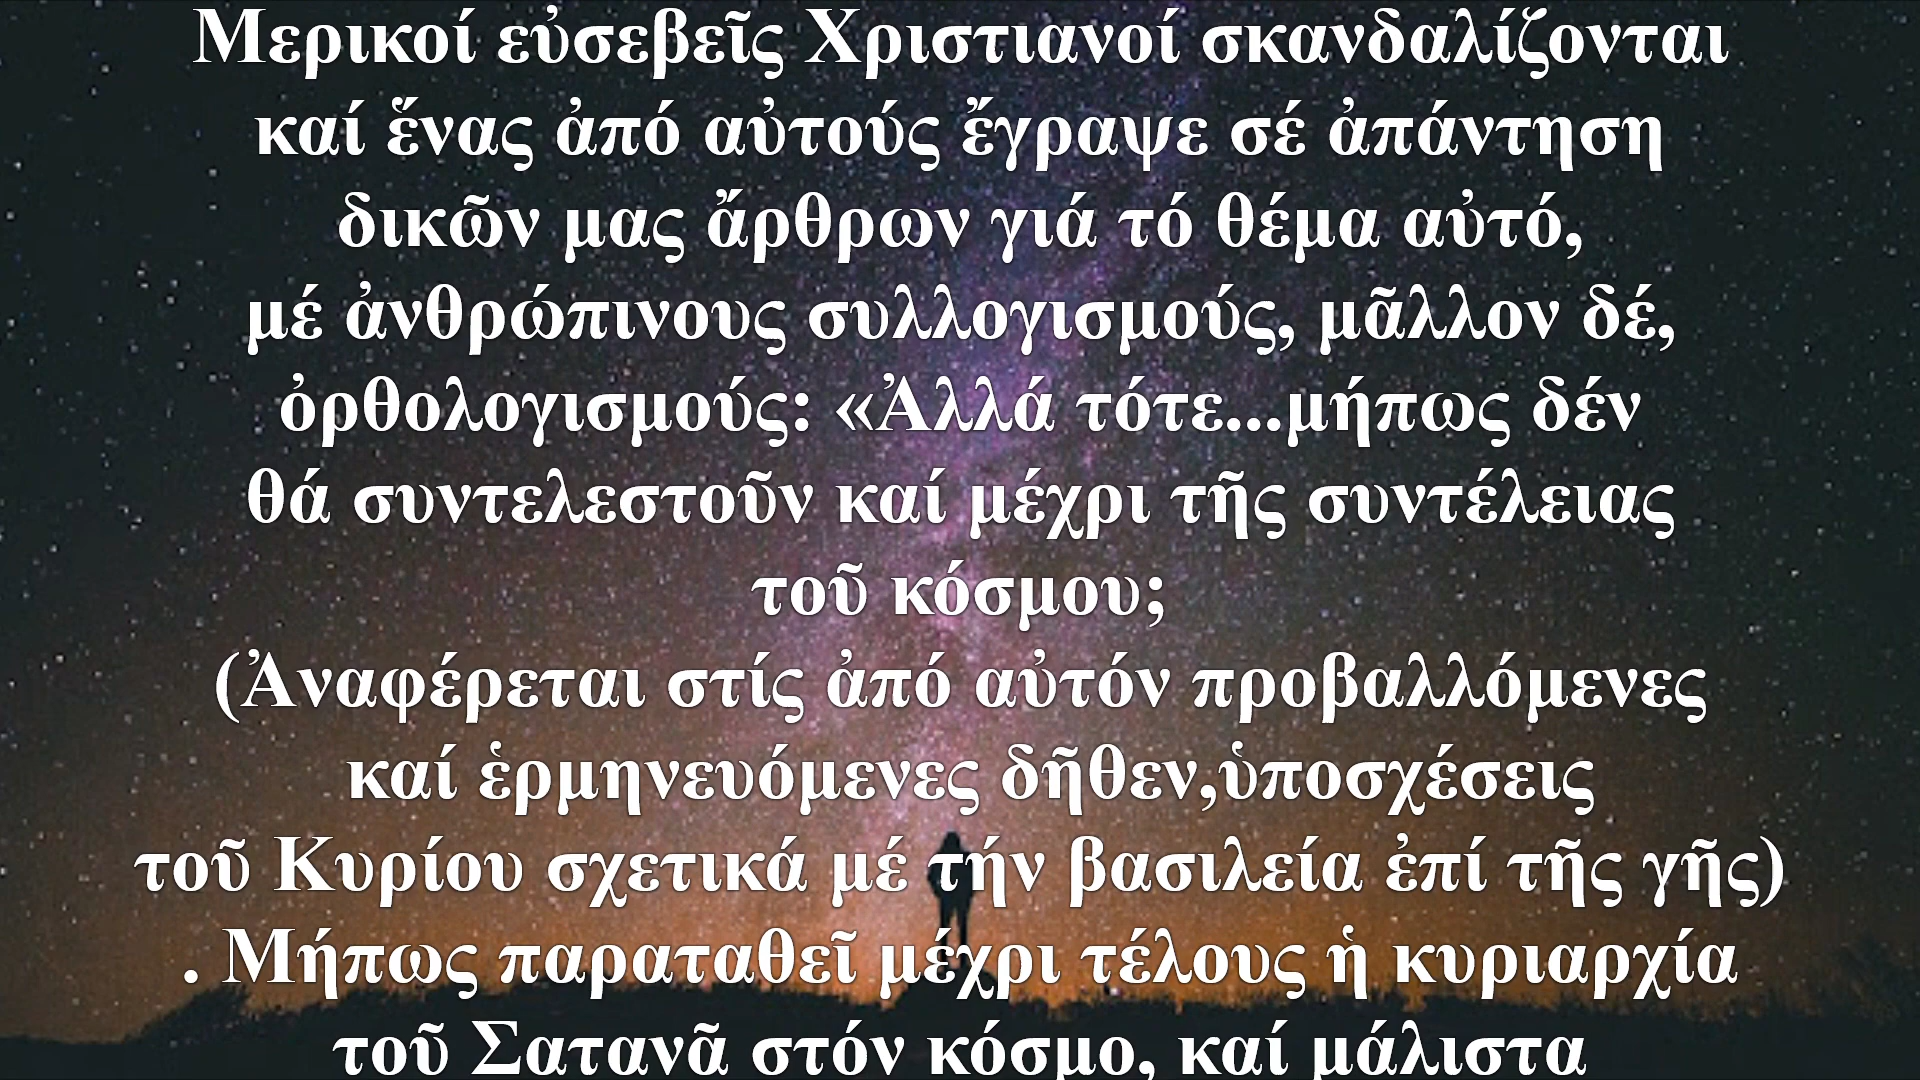 Μερικοί εὐσεβεῖς Χριστιανοί σκανδαλίζονται
καί ἕνας ἀπό αὐτούς ἔγραψε σέ ἀπάντηση
δικῶν μας ἄρθρων γιά τό θέμα αὐτό,
μέ ἀνθρώπινους συλλογισμούς, μᾶλλον δέ,
ὀρθολογισμούς: «Ἀλλά τότε...μήπως δέν
θά συντελεστοῦν καί μέχρι τῆς συντέλειας
τοῦ κόσμου;
(Ἀναφέρεται στίς ἀπό αὐτόν προβαλλόμενες
καί ἑρμηνευόμενες δῆθεν,ὑποσχέσεις
τοῦ Κυρίου σχετικά μέ τήν βασιλεία ἐπί τῆς γῆς)
. Μήπως παραταθεῖ μέχρι τέλους ἡ κυριαρχία
τοῦ Σατανᾶ στόν κόσμο, καί μάλιστα